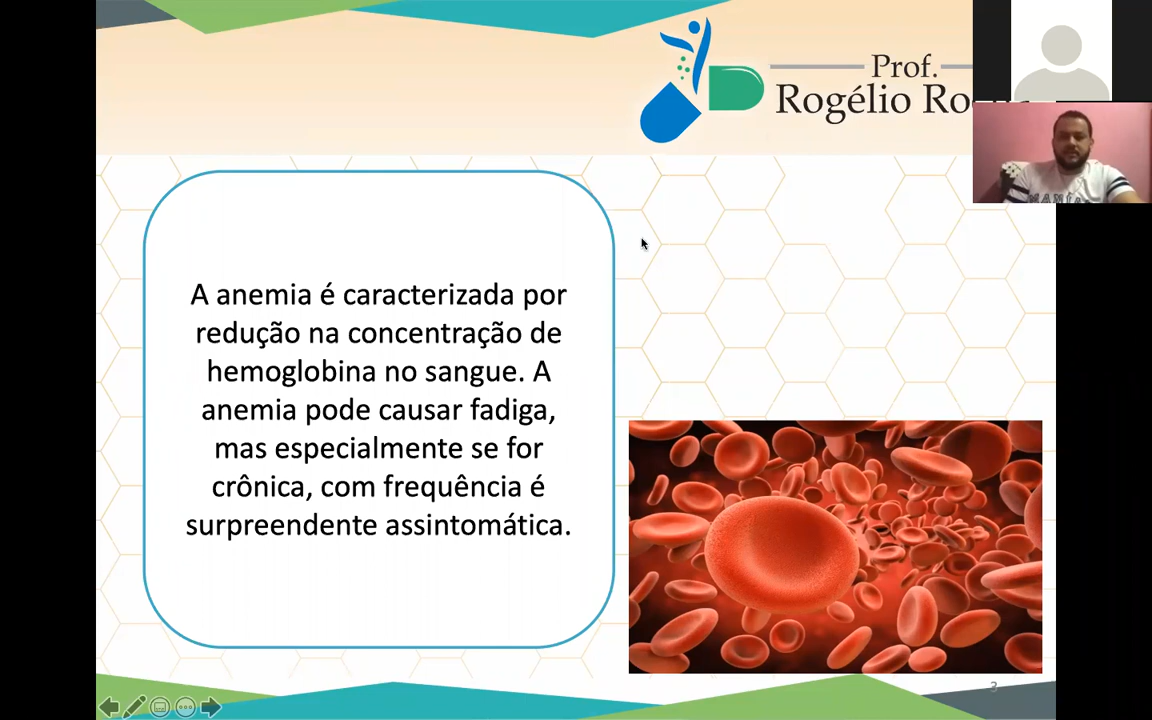 Prof.
Rogélio
A anemia é caracterizada por
redução na concentração de
hemoglobina no sangue. A
anemia pode causar fadiga,
mas especialmente se for
crônica, com frequência é
surpreendente assintomática.
3